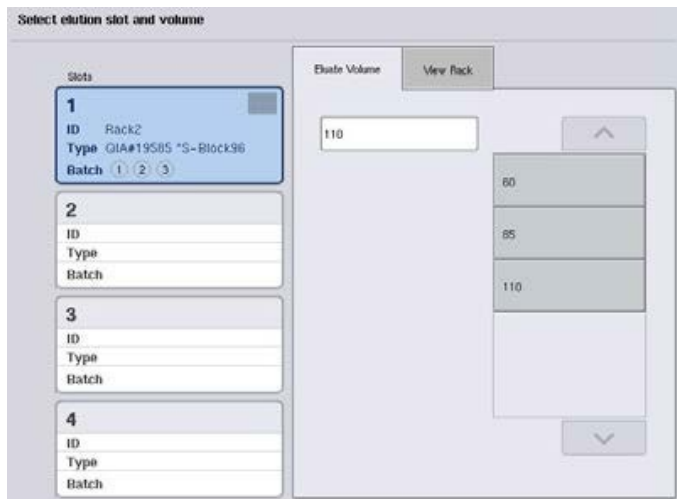 Select elution slot and volume
Slots
1
ID Rack2
Type QIA#19585 *S-Block96
Batch 1 2 3
2
ID
Type
Batch
3
ID
Type
Batch
4
ID
Type
Batch
Eluate Volume
View Rack
110
60
85
110